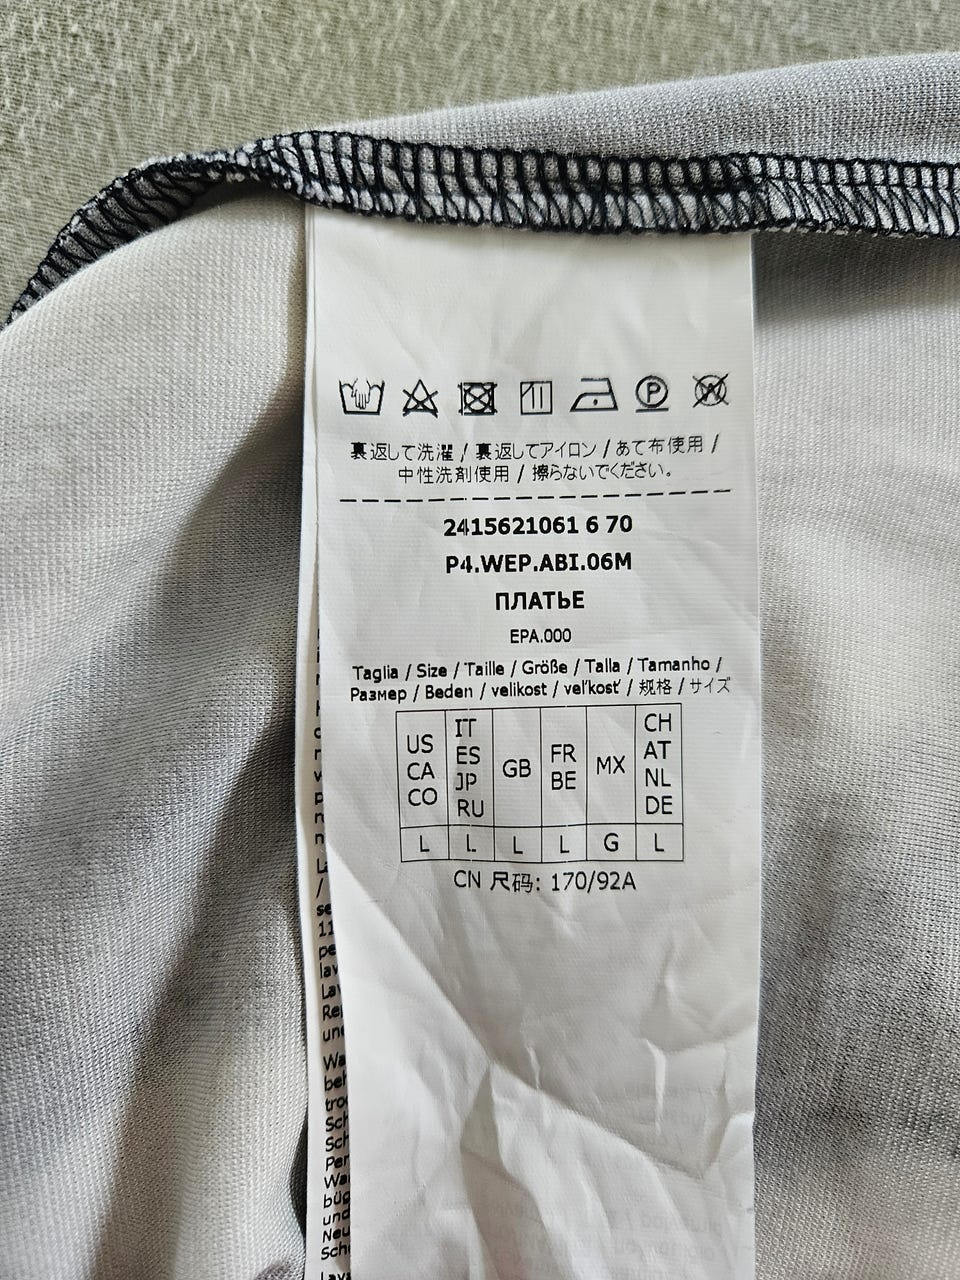 裏返して洗濯 / 裏返してアイロン / あて布使用 /
中性洗剤使用 / 擦らないでください。
2415621061 6 70
P4.WEP.ABI.06M
ПЛАТЬЕ
EPA.000
Taglia / Size / Taille / Größe / Talla / Tamanho /
Размер / Beden / velikost / veľkosť / 规格 / サイズ
US CA CO | IT ES JP RU | GB | FR BE | MX | CH AT NL DE
L | L | L | L | G | L
CN 尺码: 170/92A